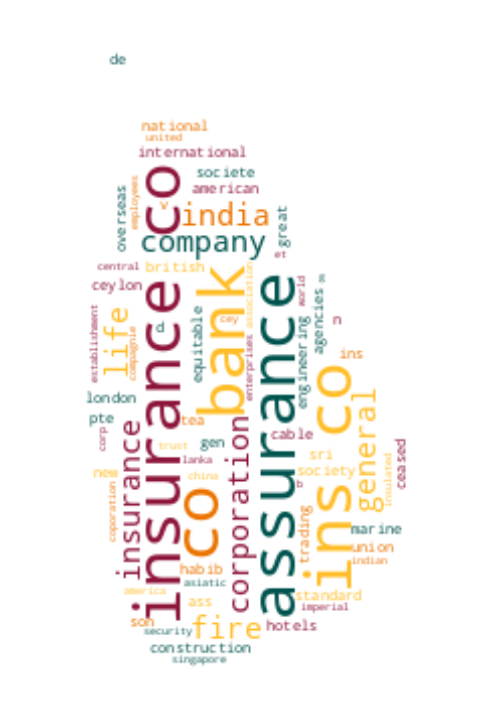 de
national
united
international
societe
american
overseas
employees
v
india
great
company
et
central
british
ceylon
insurance co
bank
association
assurance
world
m
agencies
engineering
n
establishment
life
compagnie
d
equitable
cey
enterprises
ins
london
pte
corp
tea
trust
gen
lanka
china
cable
sri
society
b
ins co
general
insulated
ceased
new
coporation
insurance
co
corporation
trading
marine
union
indian
habib
asiatic
america
ass
standard
imperial
son
security
fire
hotels
construction
singapore